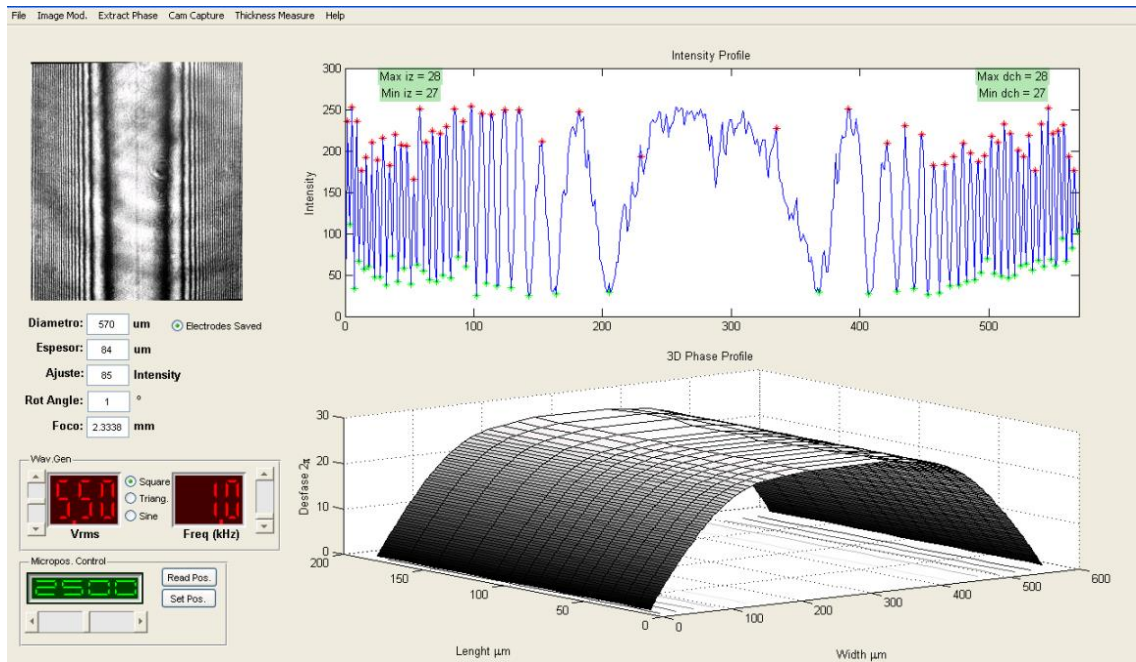 File Image Mod. Extract Phase Cam Capture Thickness Measure Help
Intensity Profile
Max iz = 28
Min iz = 27
Max dch = 28
Min dch = 27
Intensity
300
250
200
150
100
50
0
0 100 200 300 400 500
Diametro: 570 um
Electrodes Saved
Espesor: 84 um
Ajuste: 85 Intensity
Rot Angle: 1 º
Foco: 2.3338 mm
Wav.Gen
5.50
Square
Triang.
Sine
1.0
Vrms
Freq (kHz)
Micropos. Control
2500
Read Pos.
Set Pos.
3D Phase Profile
Desfase 2π
30
20
10
0
200 150 100 50 0
0 100 200 300 400 500 600
Lenght µm
Width µm